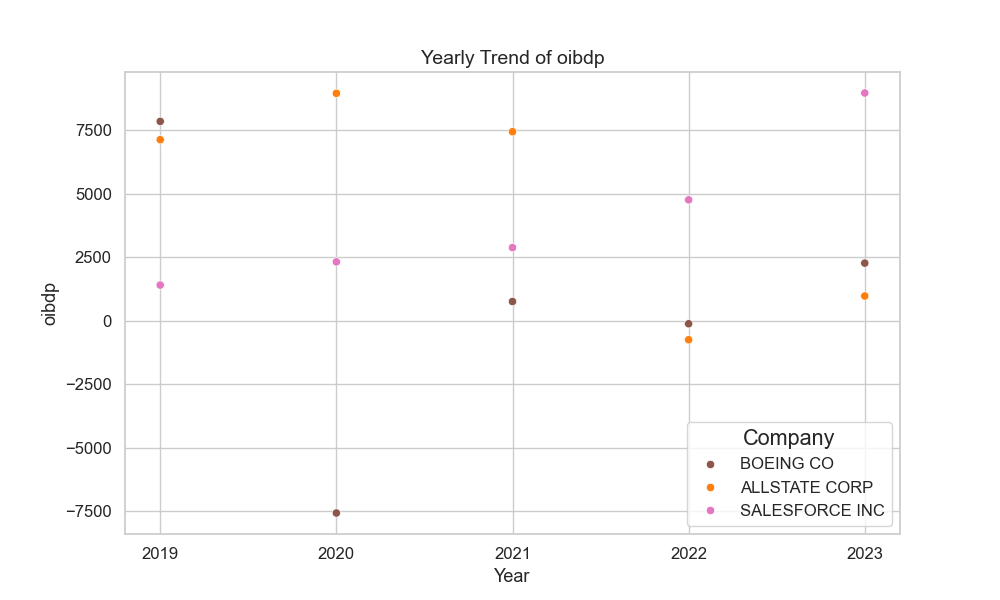 Yearly Trend of oibdp
7500
5000
2500
0
−2500
−5000
−7500
oibdp
2019 2020 2021 2022 2023
Year
Company
BOEING CO
ALLSTATE CORP
SALESFORCE INC